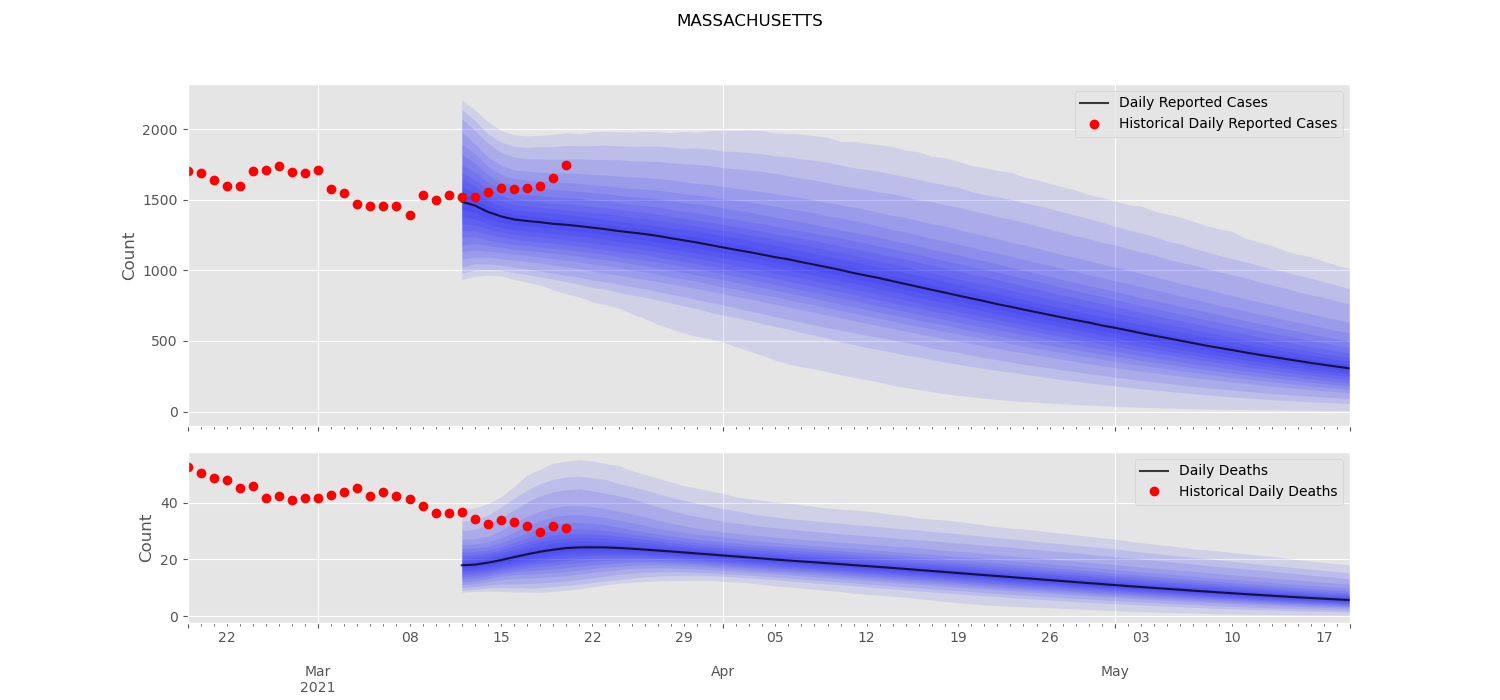 MASSACHUSETTS
Daily Reported Cases
Historical Daily Reported Cases
Count
2000
1500
1000
500
0
Daily Deaths
Historical Daily Deaths
Count
40
20
0
22 08 15 22 29 05 12 19 26 03 10 17
Mar Apr May
2021